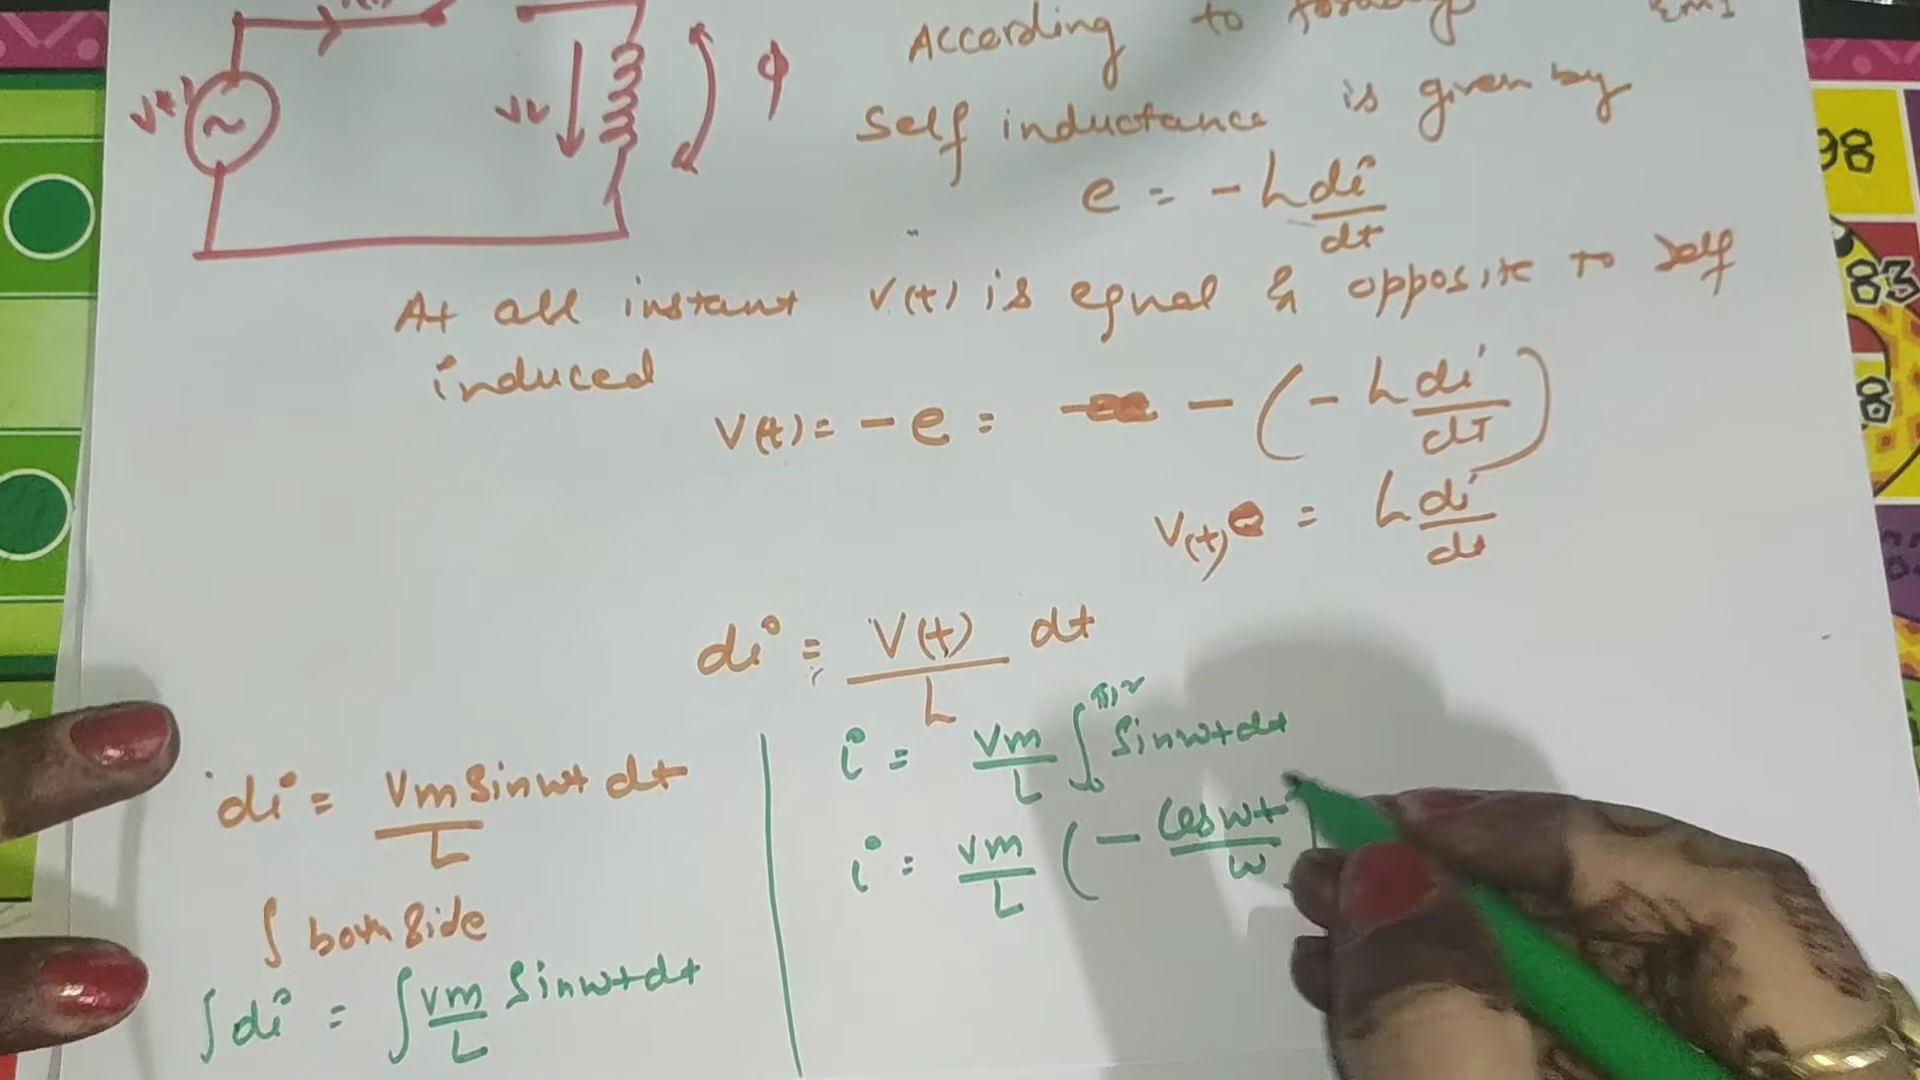 V(t)
VL
φ
~
According to
Self inductance is given by
e = - L di/dt
At all instant V(t) is equal & opposite to self
induced
V(t) = - e = - ( - L di/dt )
V(t) = L di/dt
di = V(t)/L dt
di = Vm sinwt dt / L
∫ both side
∫ di = ∫ Vm/L sinwt dt
i = Vm/L ∫ sinwt dt
i = Vm/L ( - coswt/w
98
83
8